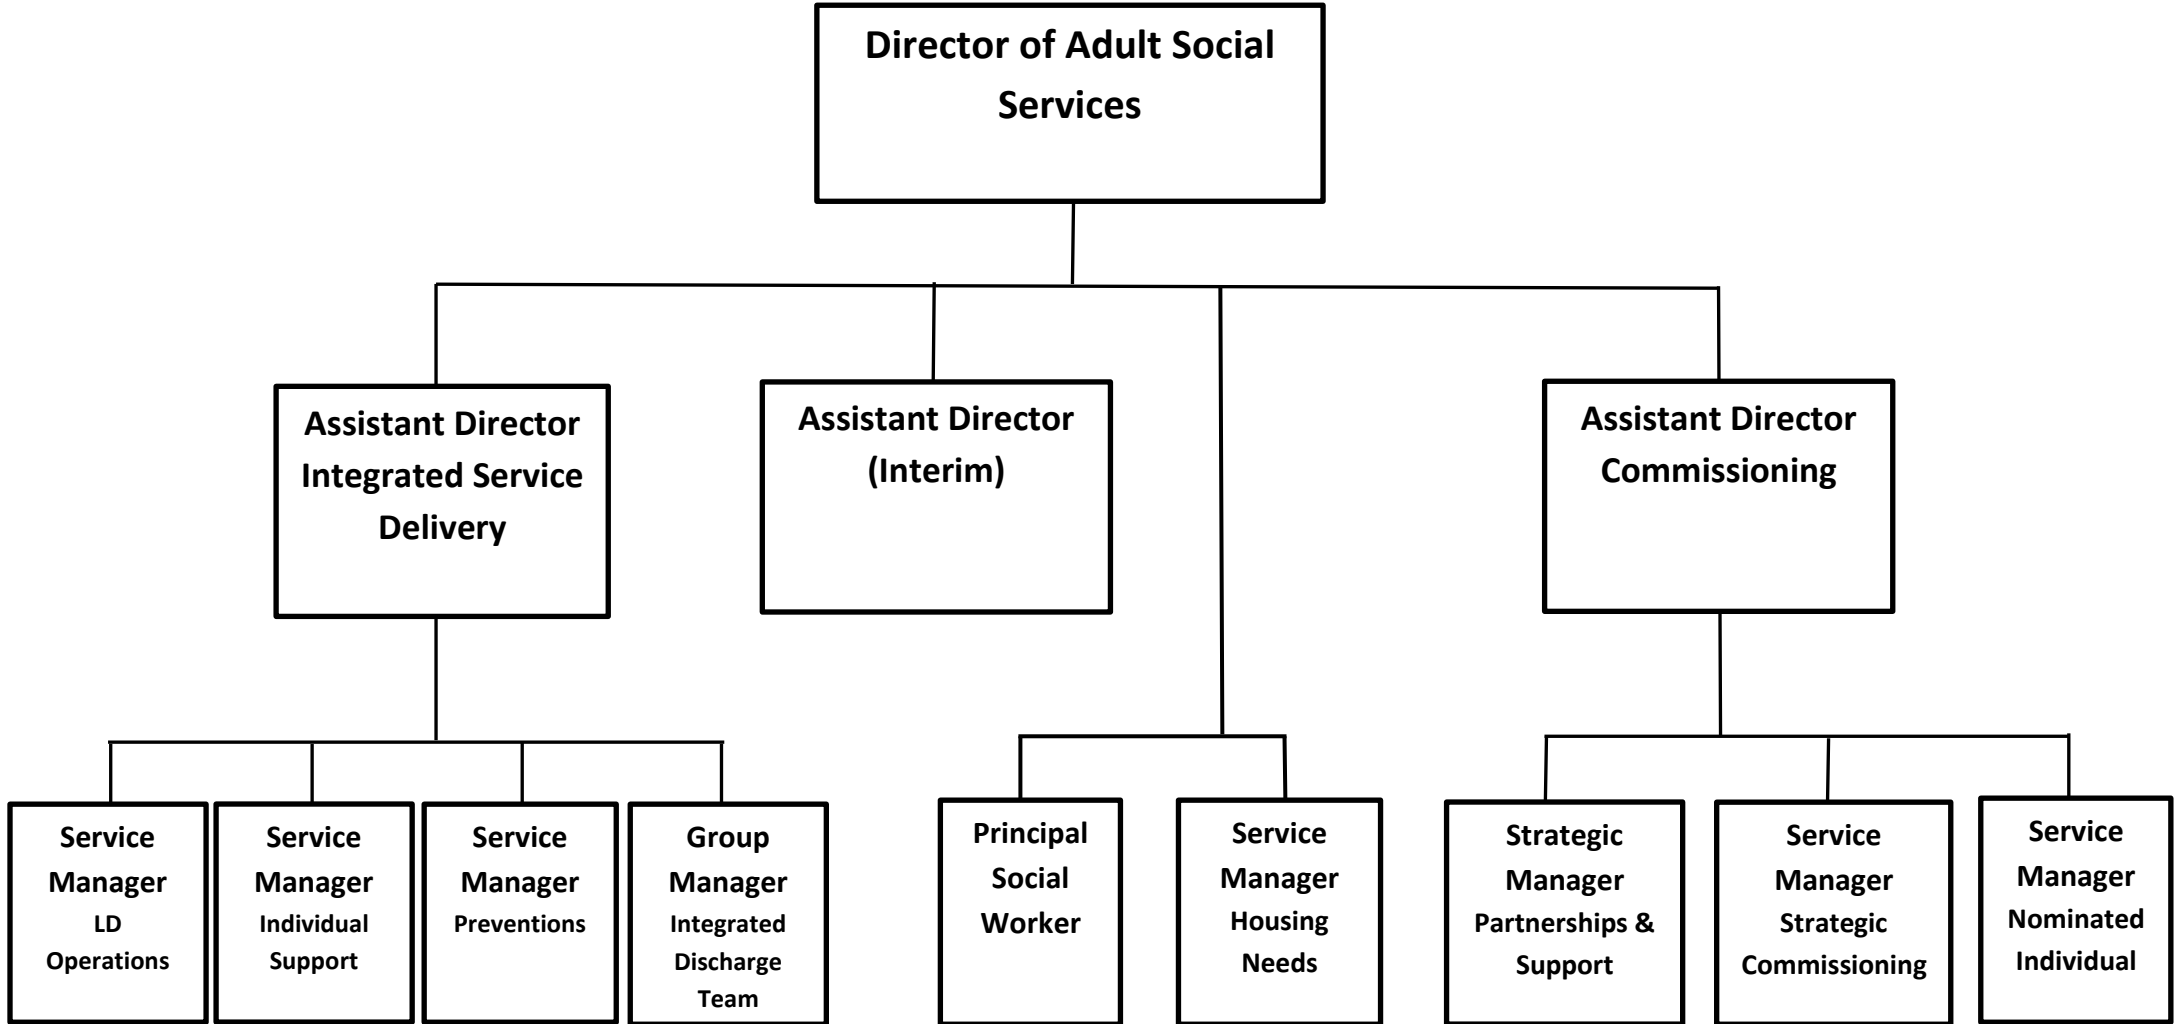 Director of Adult Social
Services
Assistant Director
Integrated Service
Delivery
Assistant Director
(Interim)
Assistant Director
Commissioning
Service
Manager
LD
Operations
Service
Manager
Individual
Support
Service
Manager
Preventions
Group
Manager
Integrated
Discharge
Team
Principal
Social
Worker
Service
Manager
Housing
Needs
Strategic
Manager
Partnerships &
Support
Service
Manager
Strategic
Commissioning
Service
Manager
Nominated
Individual